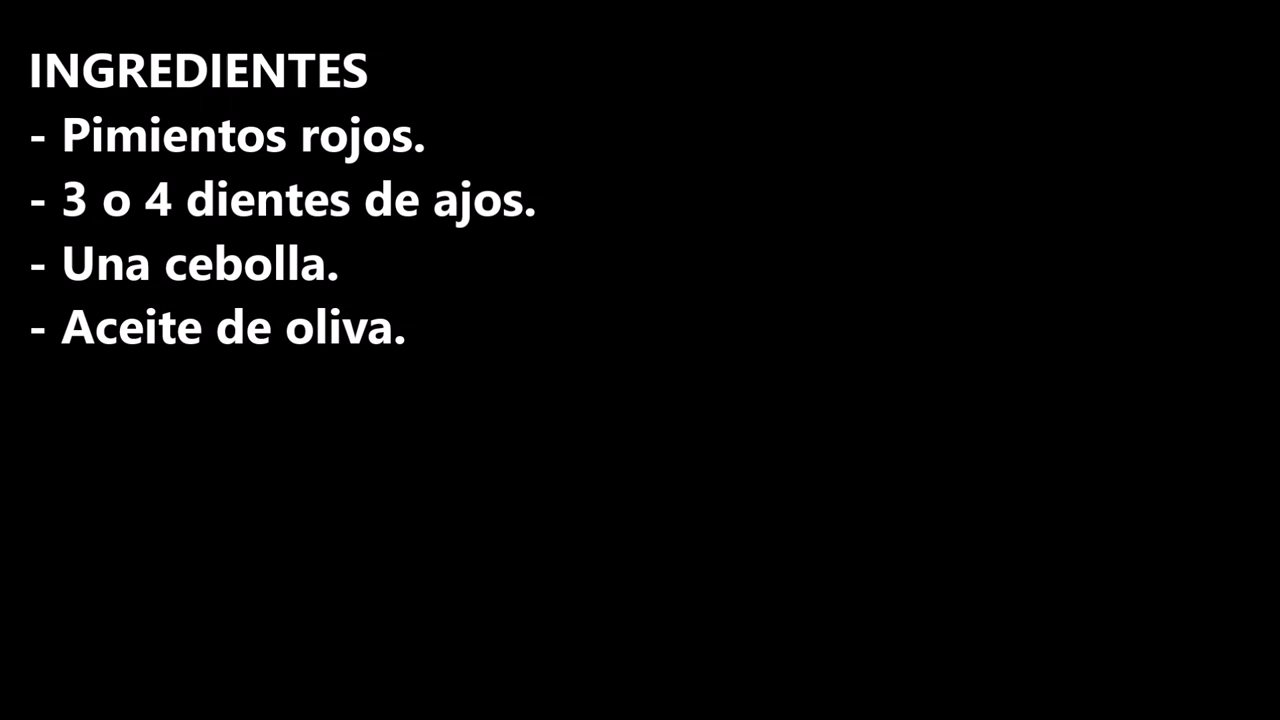 INGREDIENTES
- Pimientos rojos.
- 3 o 4 dientes de ajos.
- Una cebolla.
- Aceite de oliva.